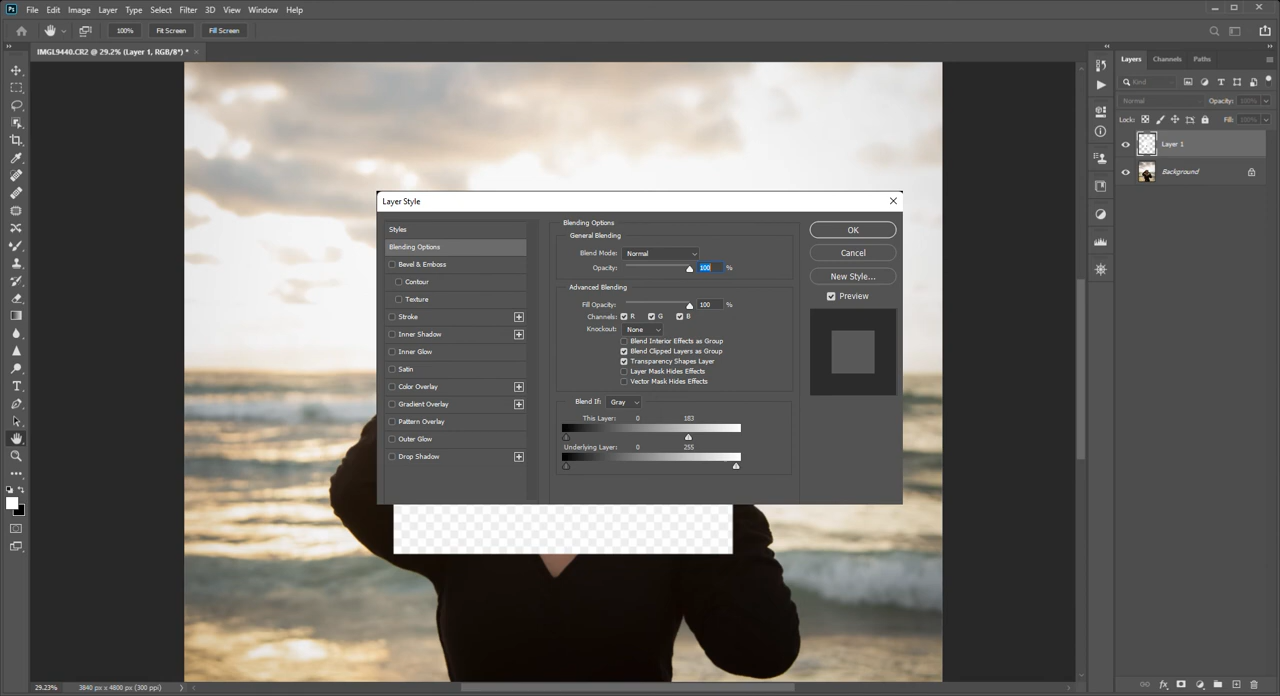 Ps File Edit Image Layer Type Select Filter 3D View Window Help
100% Fit Screen Fill Screen
IMGL9440.CR2 @ 29.2% (Layer 1, RGB/8*) * ×
Layers Channels Paths
Kind
Normal Opacity: 100%
Lock: Fill: 100%
Layer 1
Background
Layer Style
Styles
Blending Options
Bevel & Emboss
Contour
Texture
Stroke
Inner Shadow
Inner Glow
Satin
Color Overlay
Gradient Overlay
Pattern Overlay
Outer Glow
Drop Shadow
Blending Options
General Blending
Blend Mode: Normal
Opacity: 100 %
Advanced Blending
Fill Opacity: 100 %
Channels: R G B
Knockout: None
Blend Interior Effects as Group
Blend Clipped Layers as Group
Transparency Shapes Layer
Layer Mask Hides Effects
Vector Mask Hides Effects
Blend If: Gray
This Layer: 0 183
Underlying Layer: 0 255
OK
Cancel
New Style...
Preview
29.23% 3840 px x 4800 px (300 ppi)